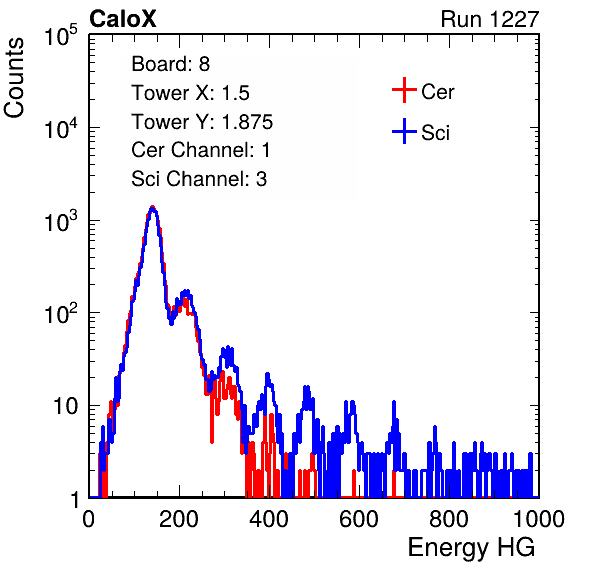 CaloX Run 1227
Counts
Board: 8
Tower X: 1.5
Tower Y: 1.875
Cer Channel: 1
Sci Channel: 3
Cer
Sci
10^5
10^4
10^3
10^2
10
1
0 200 400 600 800 1000
Energy HG